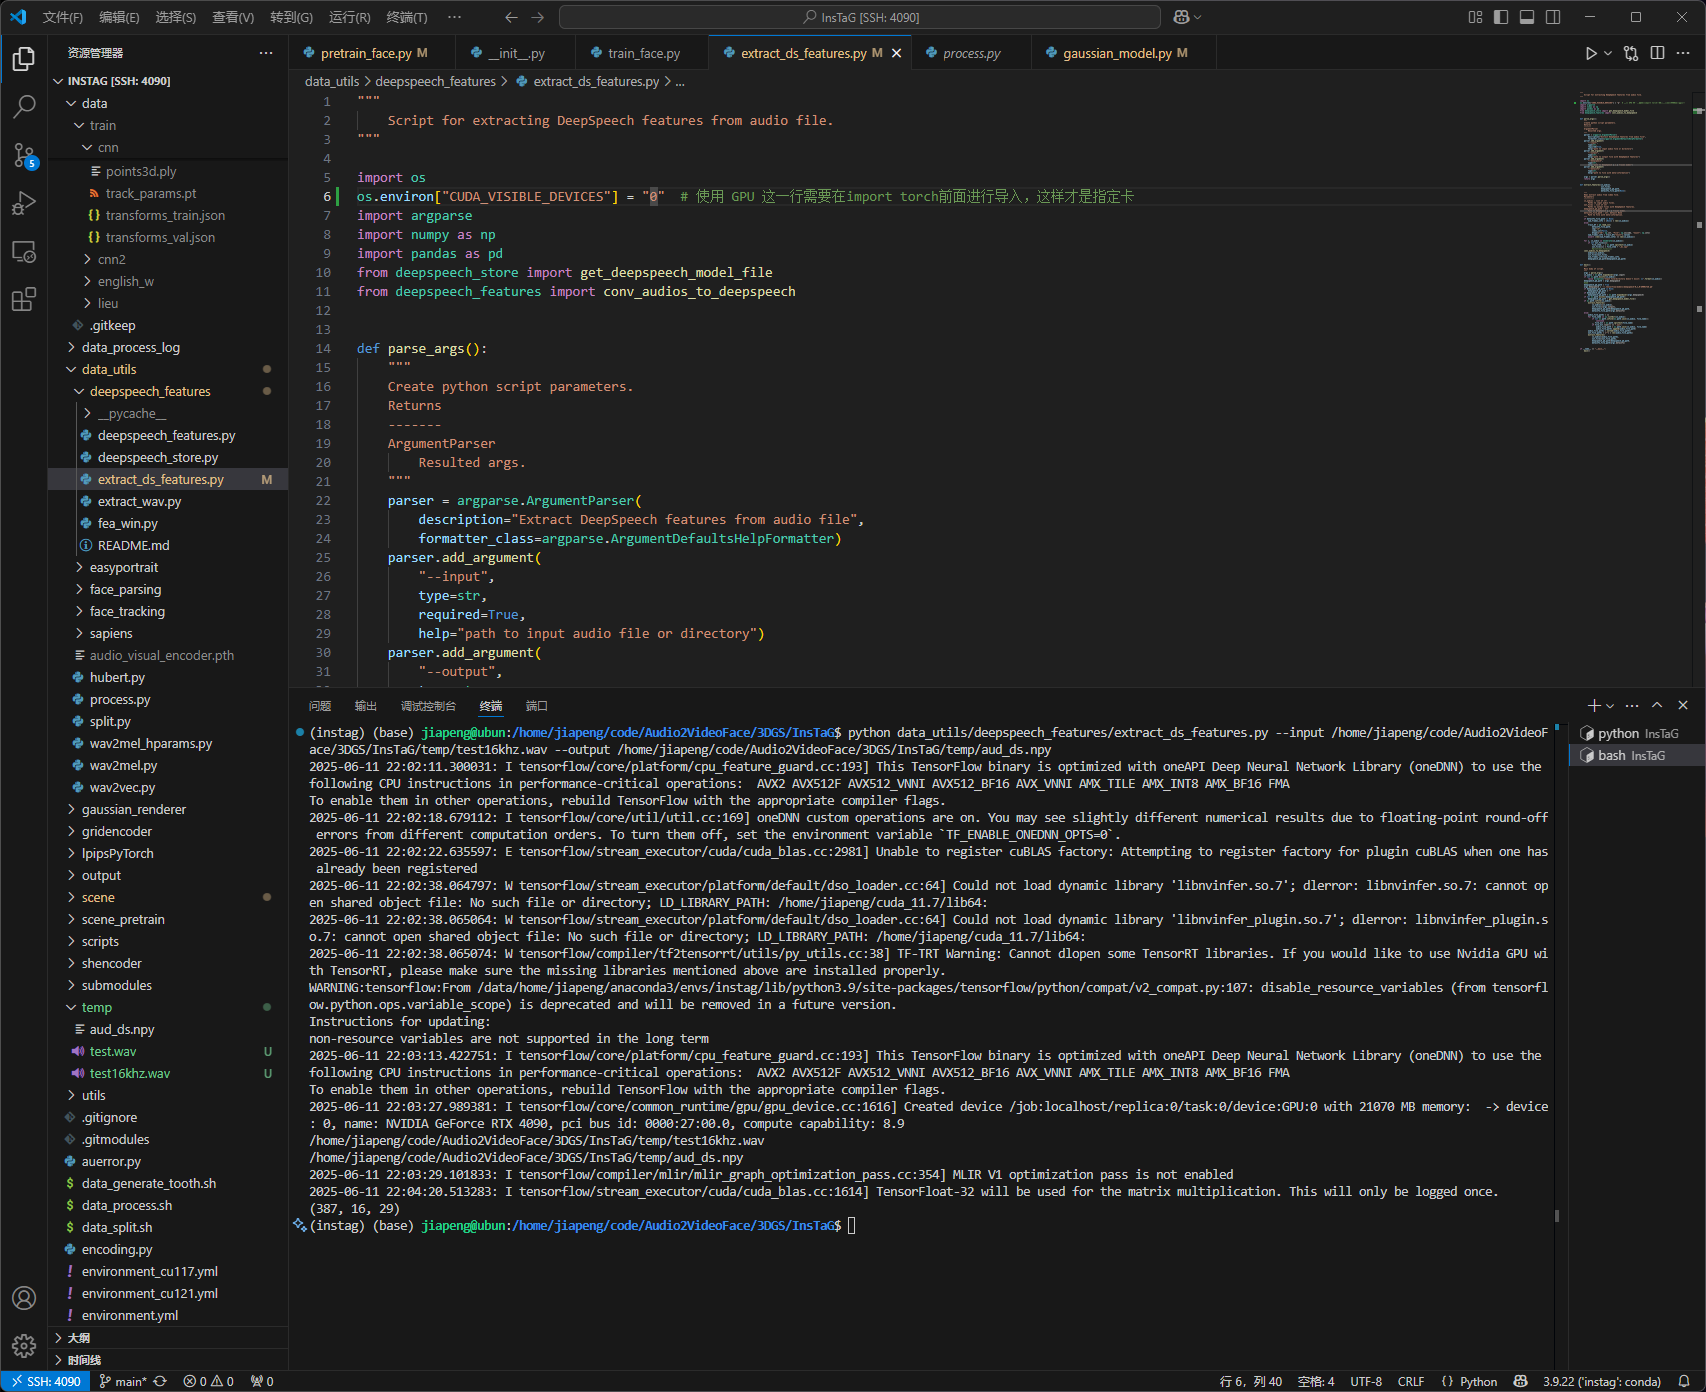 文件(F) 编辑(E) 选择(S) 查看(V) 转到(G) 运行(R) 终端(T) ··· InsTaG [SSH: 4090]
资源管理器 ···
pretrain_face.py M __init__.py train_face.py extract_ds_features.py M process.py gaussian_model.py M
data_utils > deepspeech_features > extract_ds_features.py > ...
INSTAG [SSH: 4090]
data
train
cnn
points3d.ply
track_params.pt
transforms_train.json
transforms_val.json
cnn2
english_w
lieu
.gitkeep
data_process_log
data_utils
deepspeech_features
__pycache__
deepspeech_features.py
deepspeech_store.py
extract_ds_features.py M
extract_wav.py
fea_win.py
README.md
easyportrait
face_parsing
face_tracking
sapiens
audio_visual_encoder.pth
hubert.py
process.py
split.py
wav2mel_hparams.py
wav2mel.py
wav2vec.py
gaussian_renderer
gridencoder
lpipsPyTorch
output
scene
scene_pretrain
scripts
shencoder
submodules
temp
aud_ds.npy
test.wav U
test16khz.wav U
utils
.gitignore
.gitmodules
auerror.py
data_generate_tooth.sh
data_process.sh
data_split.sh
encoding.py
environment_cu117.yml
environment_cu121.yml
environment.yml
大纲
时间线
5
1 """
2 Script for extracting DeepSpeech features from audio file.
3 """
4
5 import os
6 os.environ["CUDA_VISIBLE_DEVICES"] = "0" # 使用 GPU 这一行需要在import torch前面进行导入，这样才是指定卡
7 import argparse
8 import numpy as np
9 import pandas as pd
10 from deepspeech_store import get_deepspeech_model_file
11 from deepspeech_features import conv_audios_to_deepspeech
12
13
14 def parse_args():
15 """
16 Create python script parameters.
17 Returns
18 -------
19 ArgumentParser
20 Resulted args.
21 """
22 parser = argparse.ArgumentParser(
23 description="Extract DeepSpeech features from audio file",
24 formatter_class=argparse.ArgumentDefaultsHelpFormatter)
25 parser.add_argument(
26 "--input",
27 type=str,
28 required=True,
29 help="path to input audio file or directory")
30 parser.add_argument(
31 "--output",
问题 输出 调试控制台 终端 端口
python InsTaG
bash InsTaG
(instag) (base) jiapeng@ubun:/home/jiapeng/code/Audio2VideoFace/3DGS/InsTaG$ python data_utils/deepspeech_features/extract_ds_features.py --input /home/jiapeng/code/Audio2VideoF
ace/3DGS/InsTaG/temp/test16khz.wav --output /home/jiapeng/code/Audio2VideoFace/3DGS/InsTaG/temp/aud_ds.npy
2025-06-11 22:02:11.300031: I tensorflow/core/platform/cpu_feature_guard.cc:193] This TensorFlow binary is optimized with oneAPI Deep Neural Network Library (oneDNN) to use the
following CPU instructions in performance-critical operations:  AVX2 AVX512F AVX512_VNNI AVX512_BF16 AVX_VNNI AMX_TILE AMX_INT8 AMX_BF16 FMA
To enable them in other operations, rebuild TensorFlow with the appropriate compiler flags.
2025-06-11 22:02:18.679112: I tensorflow/core/util/util.cc:169] oneDNN custom operations are on. You may see slightly different numerical results due to floating-point round-off
errors from different computation orders. To turn them off, set the environment variable `TF_ENABLE_ONEDNN_OPTS=0`.
2025-06-11 22:02:22.635597: E tensorflow/stream_executor/cuda/cuda_blas.cc:2981] Unable to register cuBLAS factory: Attempting to register factory for plugin cuBLAS when one has
already been registered
2025-06-11 22:02:38.064797: W tensorflow/stream_executor/platform/default/dso_loader.cc:64] Could not load dynamic library 'libnvinfer.so.7'; dlerror: libnvinfer.so.7: cannot op
en shared object file: No such file or directory; LD_LIBRARY_PATH: /home/jiapeng/cuda_11.7/lib64:
2025-06-11 22:02:38.065064: W tensorflow/stream_executor/platform/default/dso_loader.cc:64] Could not load dynamic library 'libnvinfer_plugin.so.7'; dlerror: libnvinfer_plugin.s
o.7: cannot open shared object file: No such file or directory; LD_LIBRARY_PATH: /home/jiapeng/cuda_11.7/lib64:
2025-06-11 22:02:38.065074: W tensorflow/compiler/tf2tensorrt/utils/py_utils.cc:38] TF-TRT Warning: Cannot dlopen some TensorRT libraries. If you would like to use Nvidia GPU wi
th TensorRT, please make sure the missing libraries mentioned above are installed properly.
WARNING:tensorflow:From /data/home/jiapeng/anaconda3/envs/instag/lib/python3.9/site-packages/tensorflow/python/compat/v2_compat.py:107: disable_resource_variables (from tensorfl
ow.python.ops.variable_scope) is deprecated and will be removed in a future version.
Instructions for updating:
non-resource variables are not supported in the long term
2025-06-11 22:03:13.422751: I tensorflow/core/platform/cpu_feature_guard.cc:193] This TensorFlow binary is optimized with oneAPI Deep Neural Network Library (oneDNN) to use the
following CPU instructions in performance-critical operations:  AVX2 AVX512F AVX512_VNNI AVX512_BF16 AVX_VNNI AMX_TILE AMX_INT8 AMX_BF16 FMA
To enable them in other operations, rebuild TensorFlow with the appropriate compiler flags.
2025-06-11 22:03:27.989381: I tensorflow/core/common_runtime/gpu/gpu_device.cc:1616] Created device /job:localhost/replica:0/task:0/device:GPU:0 with 21070 MB memory:  -> device
: 0, name: NVIDIA GeForce RTX 4090, pci bus id: 0000:27:00.0, compute capability: 8.9
/home/jiapeng/code/Audio2VideoFace/3DGS/InsTaG/temp/test16khz.wav
/home/jiapeng/code/Audio2VideoFace/3DGS/InsTaG/temp/aud_ds.npy
2025-06-11 22:03:29.101833: I tensorflow/compiler/mlir/mlir_graph_optimization_pass.cc:354] MLIR V1 optimization pass is not enabled
2025-06-11 22:04:20.513283: I tensorflow/stream_executor/cuda/cuda_blas.cc:1614] TensorFloat-32 will be used for the matrix multiplication. This will only be logged once.
(387, 16, 29)
(instag) (base) jiapeng@ubun:/home/jiapeng/code/Audio2VideoFace/3DGS/InsTaG$
SSH: 4090 main* 0 0 0 行 6，列 40 空格: 4 UTF-8 CRLF Python 3.9.22 ('instag': conda)